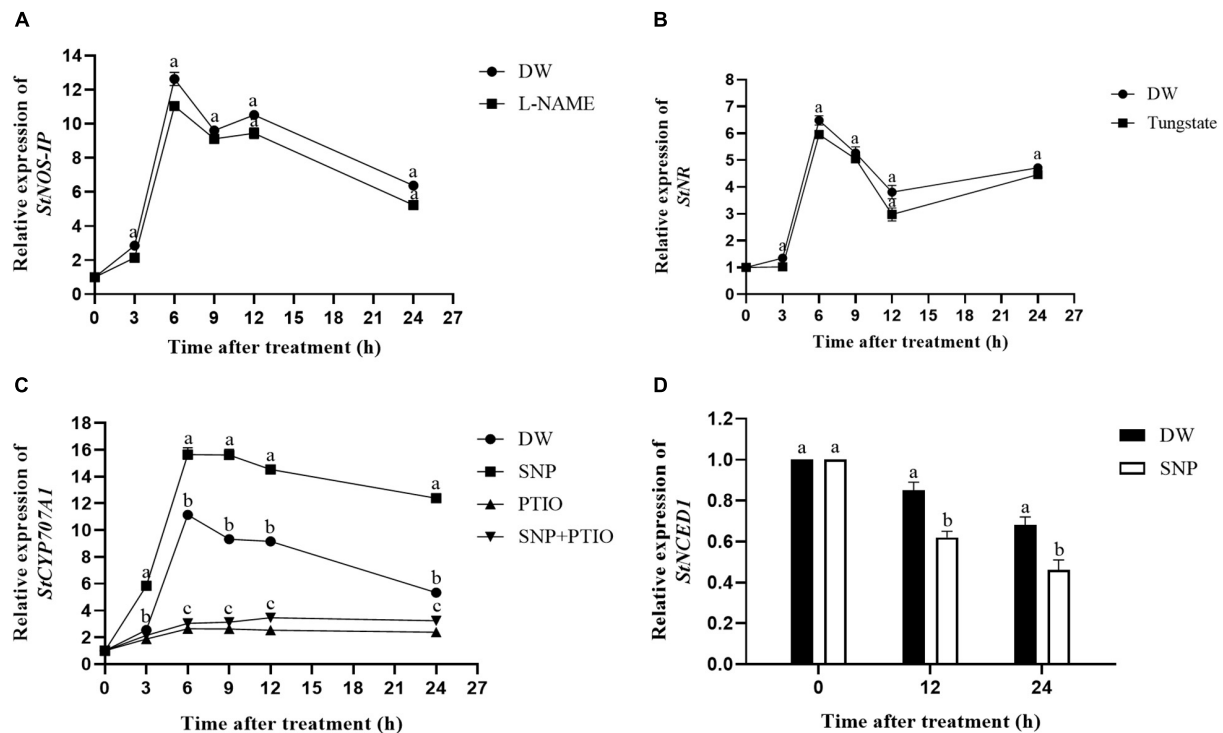 A
Relative expression of
StNOS-IP
14
12
10
8
6
4
2
0
a
a
a
a
a
a
a
0 3 6 9 12 15 18 21 24 27
Time after treatment (h)
DW
L-NAME
B
Relative expression of
StNR
8
7
6
5
4
3
2
1
0
a
a
a
a
a
a
0 3 6 9 12 15 18 21 24 27
Time after treatment (h)
DW
Tungstate
C
Relative expression of
StCYP707A1
18
16
14
12
10
8
6
4
2
0
a a
a
a
a
b
b b
b
b
c c c c
0 3 6 9 12 15 18 21 24 27
Time after treatment (h)
DW
SNP
PTIO
SNP+PTIO
D
Relative expression of
StNCED1
1.2
1.0
0.8
0.6
0.4
0.2
0.0
a a
a
b
a
b
0 12 24
Time after treatment (h)
DW
SNP